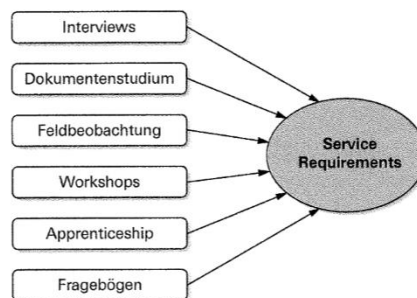 Interviews
Dokumentenstudium
Feldbeobachtung
Workshops
Apprenticeship
Fragebögen
Service
Requirements